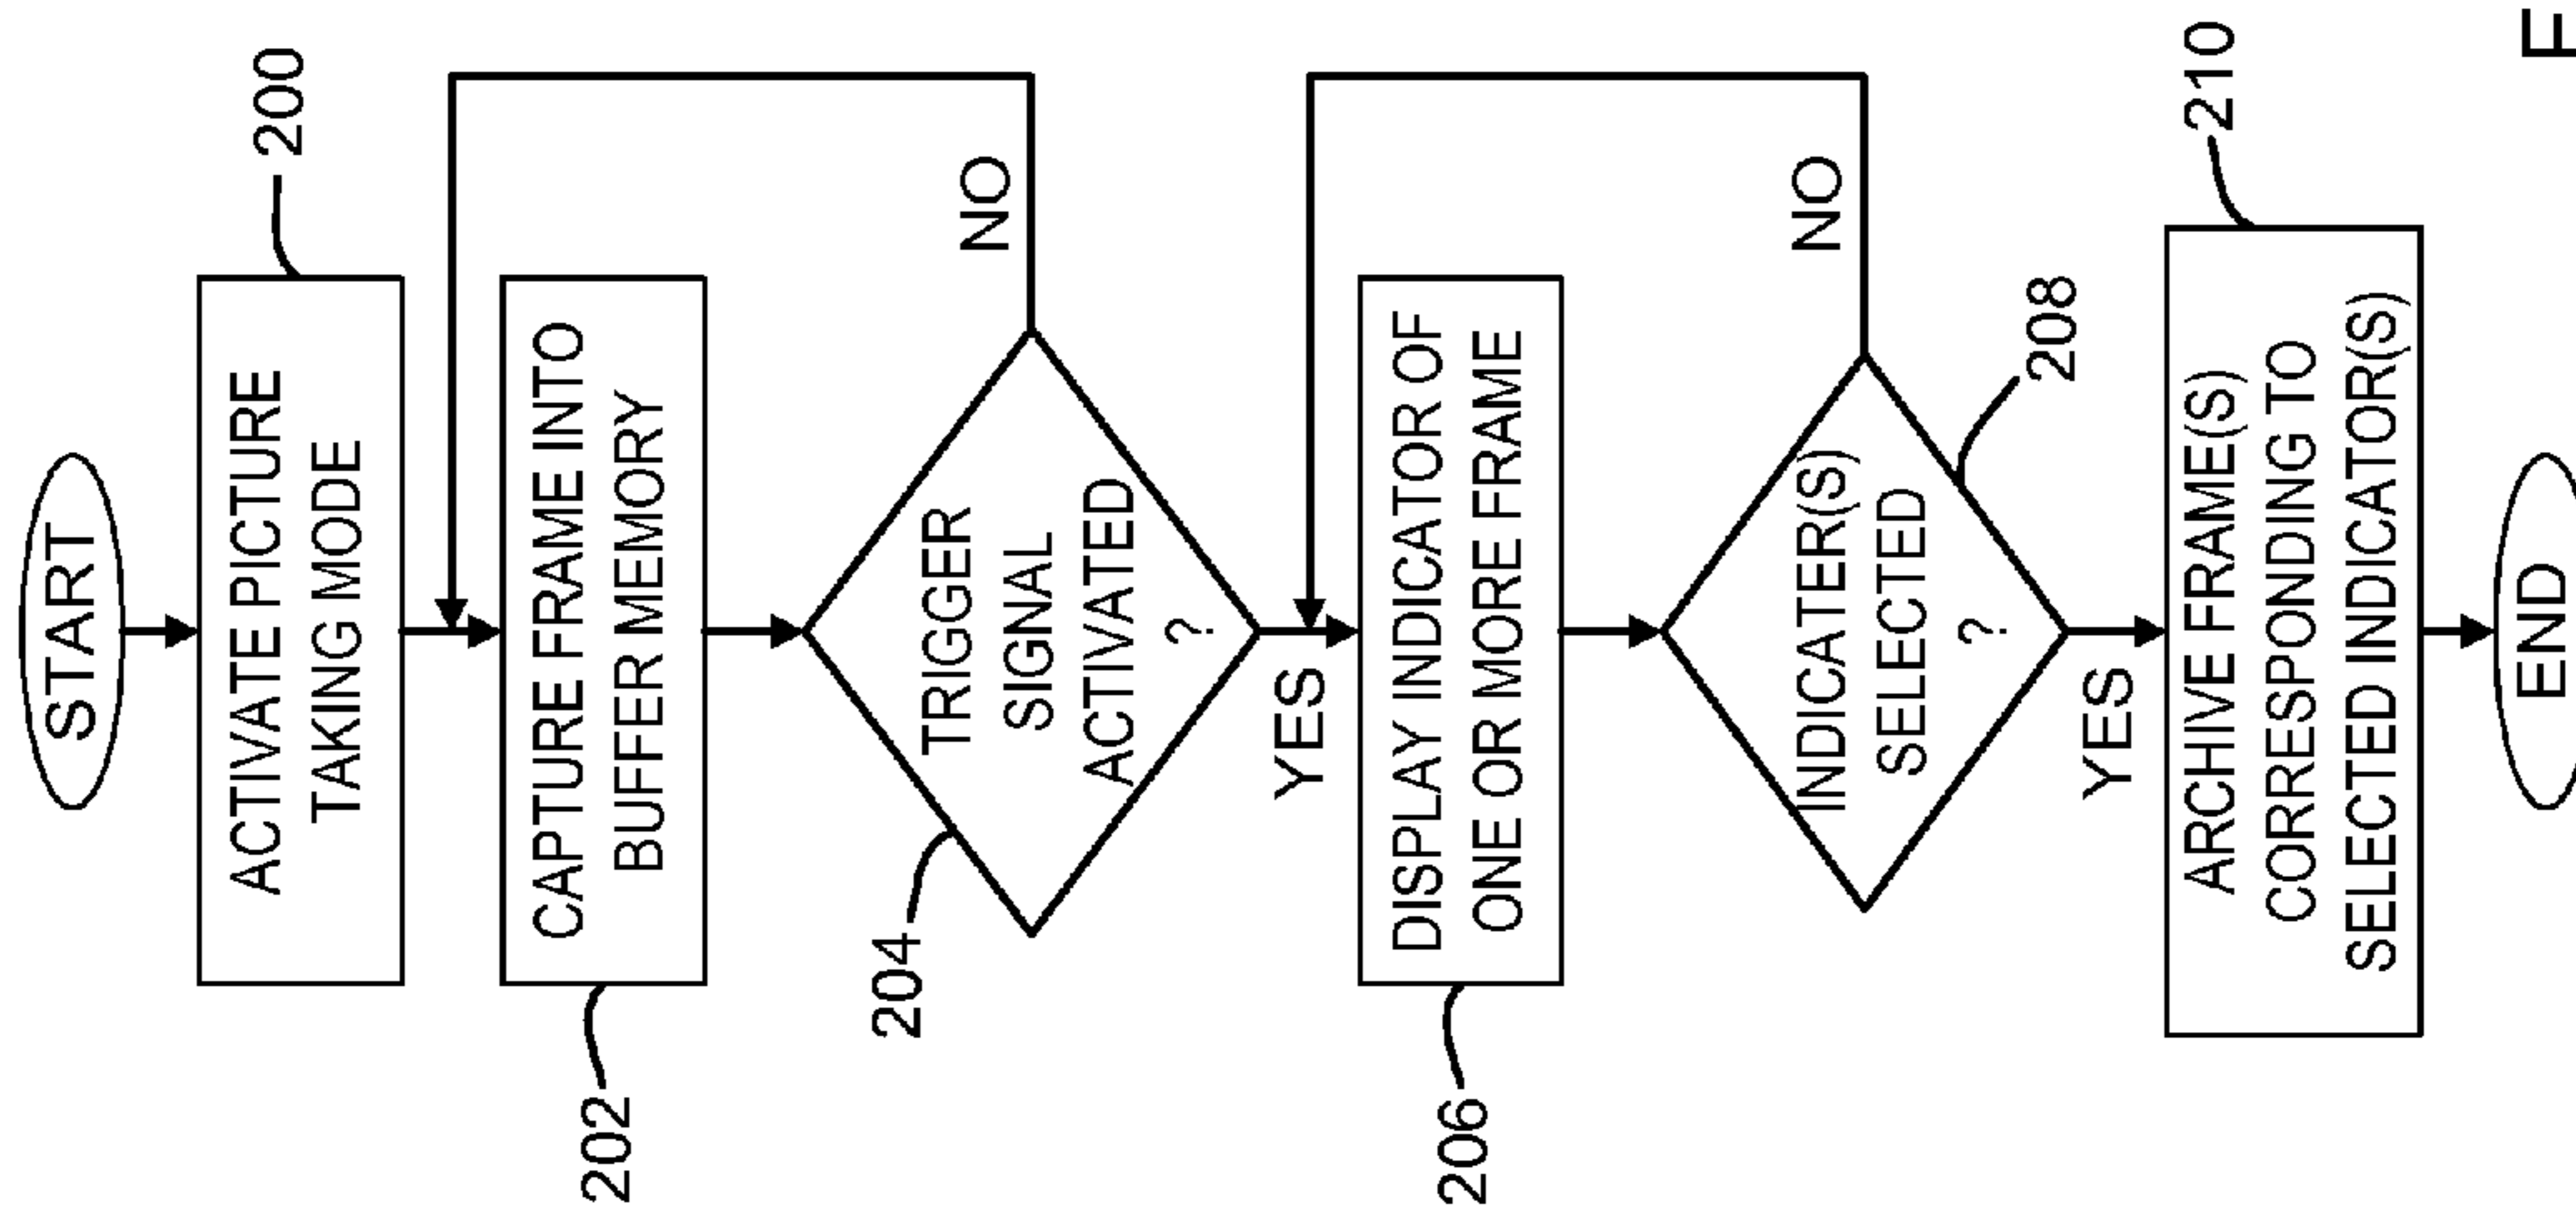 START
200
ACTIVATE PICTURE
TAKING MODE
202
CAPTURE FRAME INTO
BUFFER MEMORY
204
TRIGGER
SIGNAL
ACTIVATED
?
NO
YES
206
DISPLAY INDICATOR OF
ONE OR MORE FRAME
INDICATER(S)
SELECTED
?
208
NO
YES
210
ARCHIVE FRAME(S)
CORRESPONDING TO
SELECTED INDICATOR(S)
END